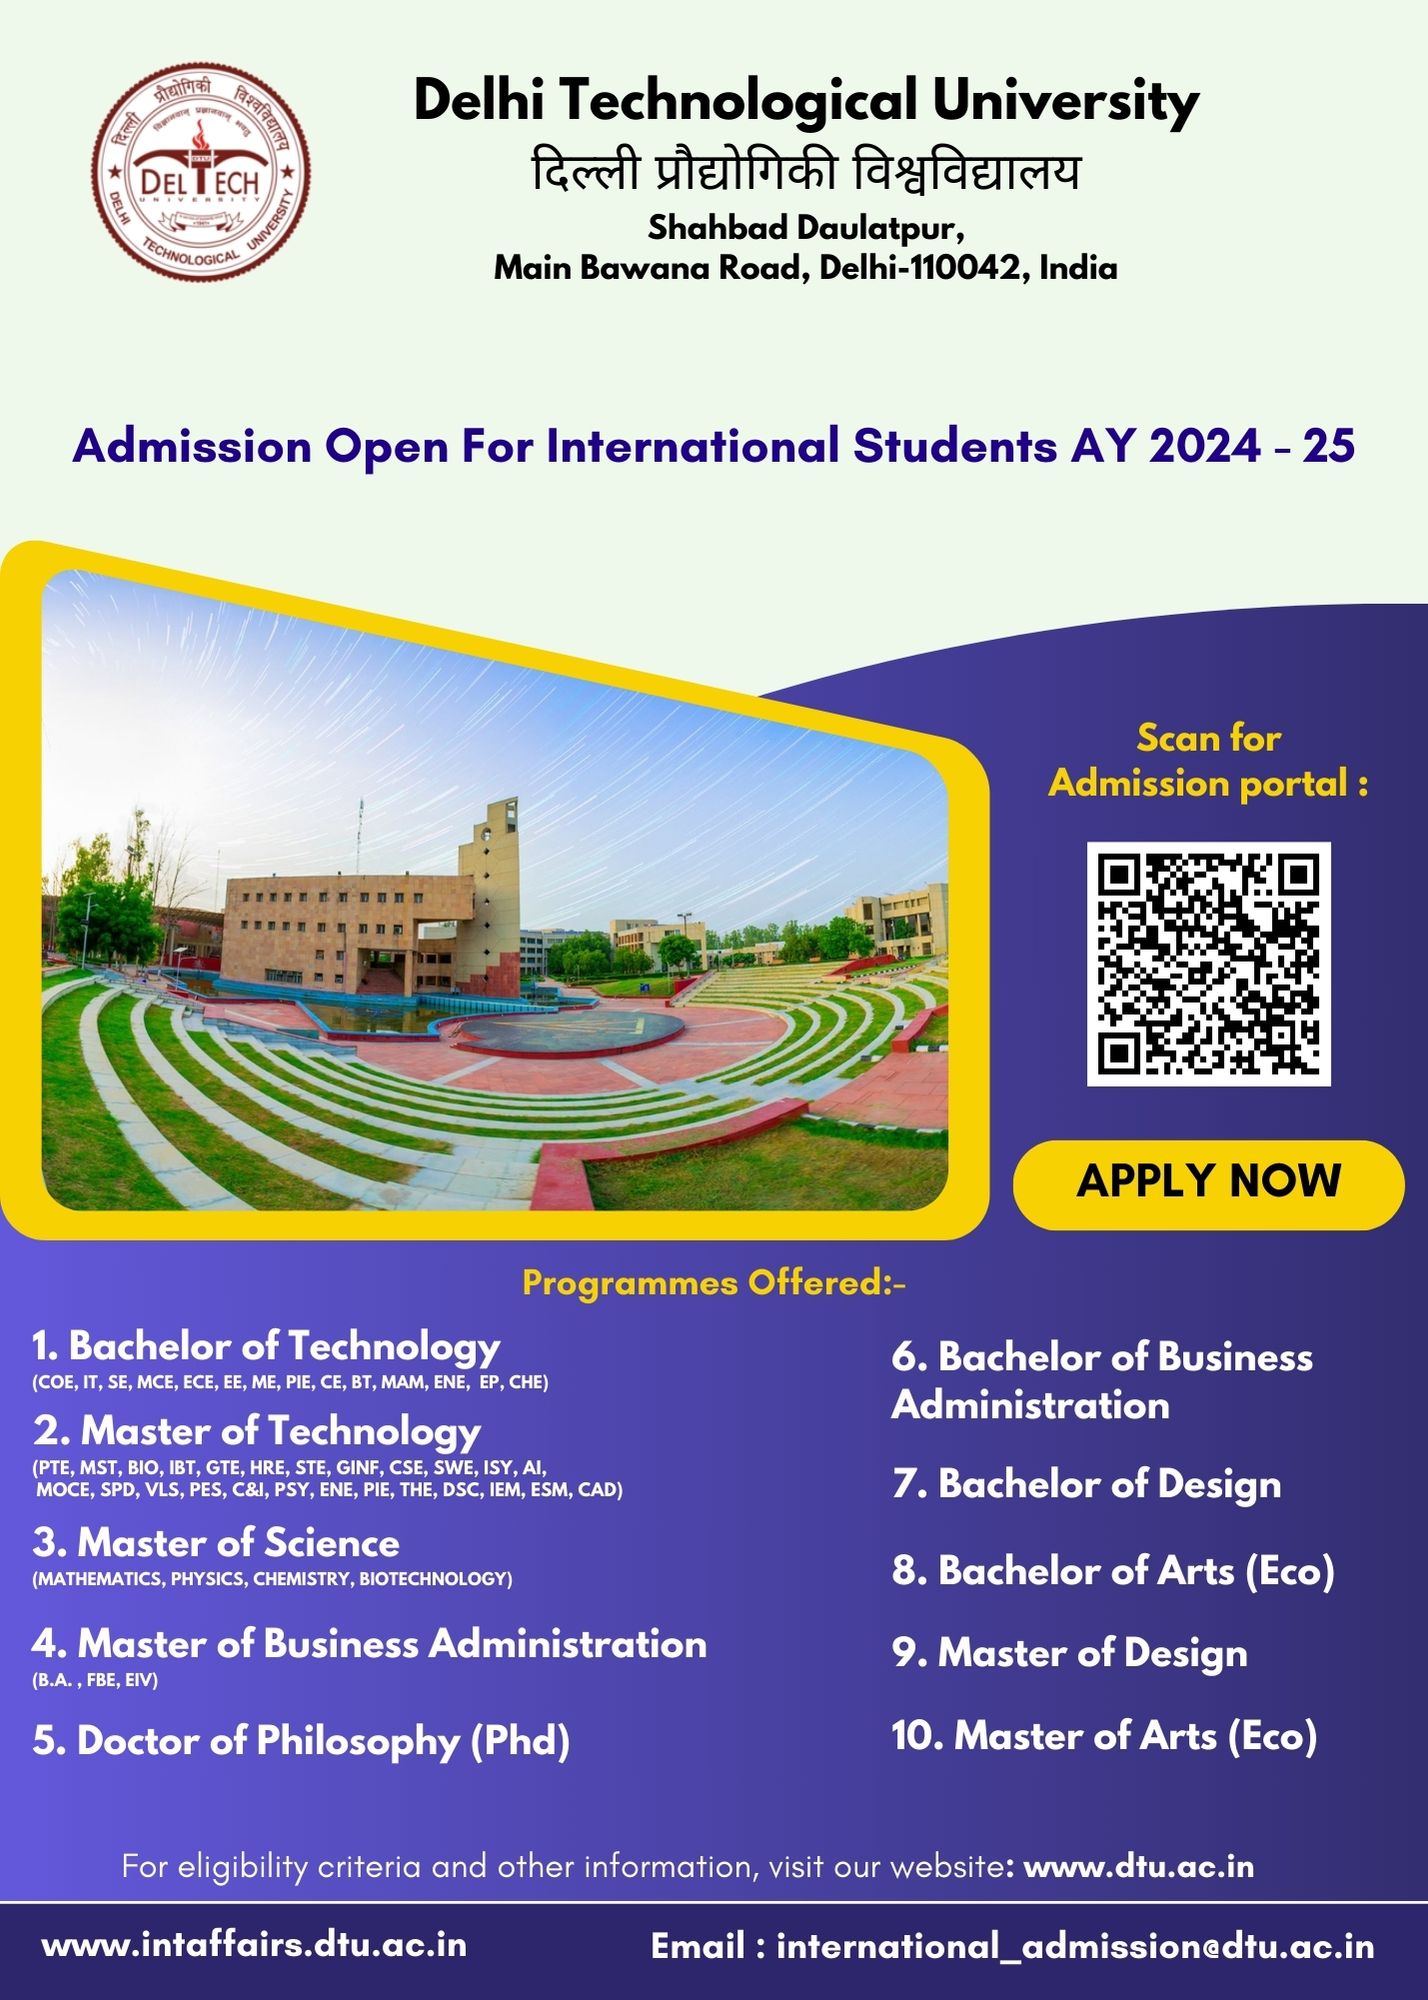 दिल्ली प्रौद्योगिकी विश्वविद्यालय
DTU
DELTECH
UNIVERSITY
DELHI TECHNOLOGICAL UNIVERSITY
Delhi Technological University
दिल्ली प्रौद्योगिकी विश्वविद्यालय
Shahbad Daulatpur,
Main Bawana Road, Delhi-110042, India
Admission Open For International Students AY 2024 - 25
Scan for
Admission portal :
APPLY NOW
Programmes Offered:-
1. Bachelor of Technology
(COE, IT, SE, MCE, ECE, EE, ME, PIE, CE, BT, MAM, ENE, EP, CHE)
2. Master of Technology
(PTE, MST, BIO, IBT, GTE, HRE, STE, GINF, CSE, SWE, ISY, AI,
MOCE, SPD, VLS, PES, C&I, PSY, ENE, PIE, THE, DSC, IEM, ESM, CAD)
3. Master of Science
(MATHEMATICS, PHYSICS, CHEMISTRY, BIOTECHNOLOGY)
4. Master of Business Administration
(B.A. , FBE, EIV)
5. Doctor of Philosophy (Phd)
6. Bachelor of Business
Administration
7. Bachelor of Design
8. Bachelor of Arts (Eco)
9. Master of Design
10. Master of Arts (Eco)
For eligibility criteria and other information, visit our website: www.dtu.ac.in
www.intaffairs.dtu.ac.in
Email : international_admission@dtu.ac.in